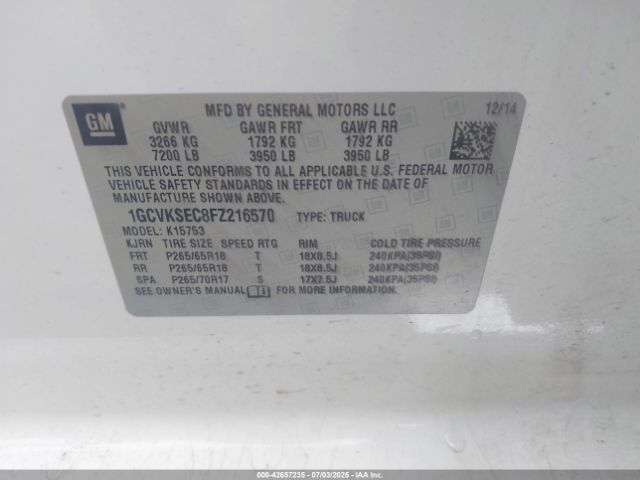 GM
MFD BY GENERAL MOTORS LLC 12/14
GVWR GAWR FRT GAWR RR
3266 KG 1792 KG 1792 KG
7200 LB 3950 LB 3950 LB
THIS VEHICLE CONFORMS TO ALL APPLICABLE U.S. FEDERAL MOTOR
VEHICLE SAFETY STANDARDS IN EFFECT ON THE DATE OF
MANUFACTURE SHOWN ABOVE.
1GCVKSEC8FZ216570 TYPE: TRUCK
MODEL: K15753
KJRN TIRE SIZE SPEED RTG RIM COLD TIRE PRESSURE
FRT P265/65R18 T 18X8.5J 240KPA(35PSI)
RR P265/65R18 T 18X8.5J 240KPA(35PSI)
SPA P265/70R17 S 17X7.5J 240KPA(35PSI)
SEE OWNER'S MANUAL FOR MORE INFORMATION
000-42657235 - 07/03/2025 - Copyright IAA, LLC